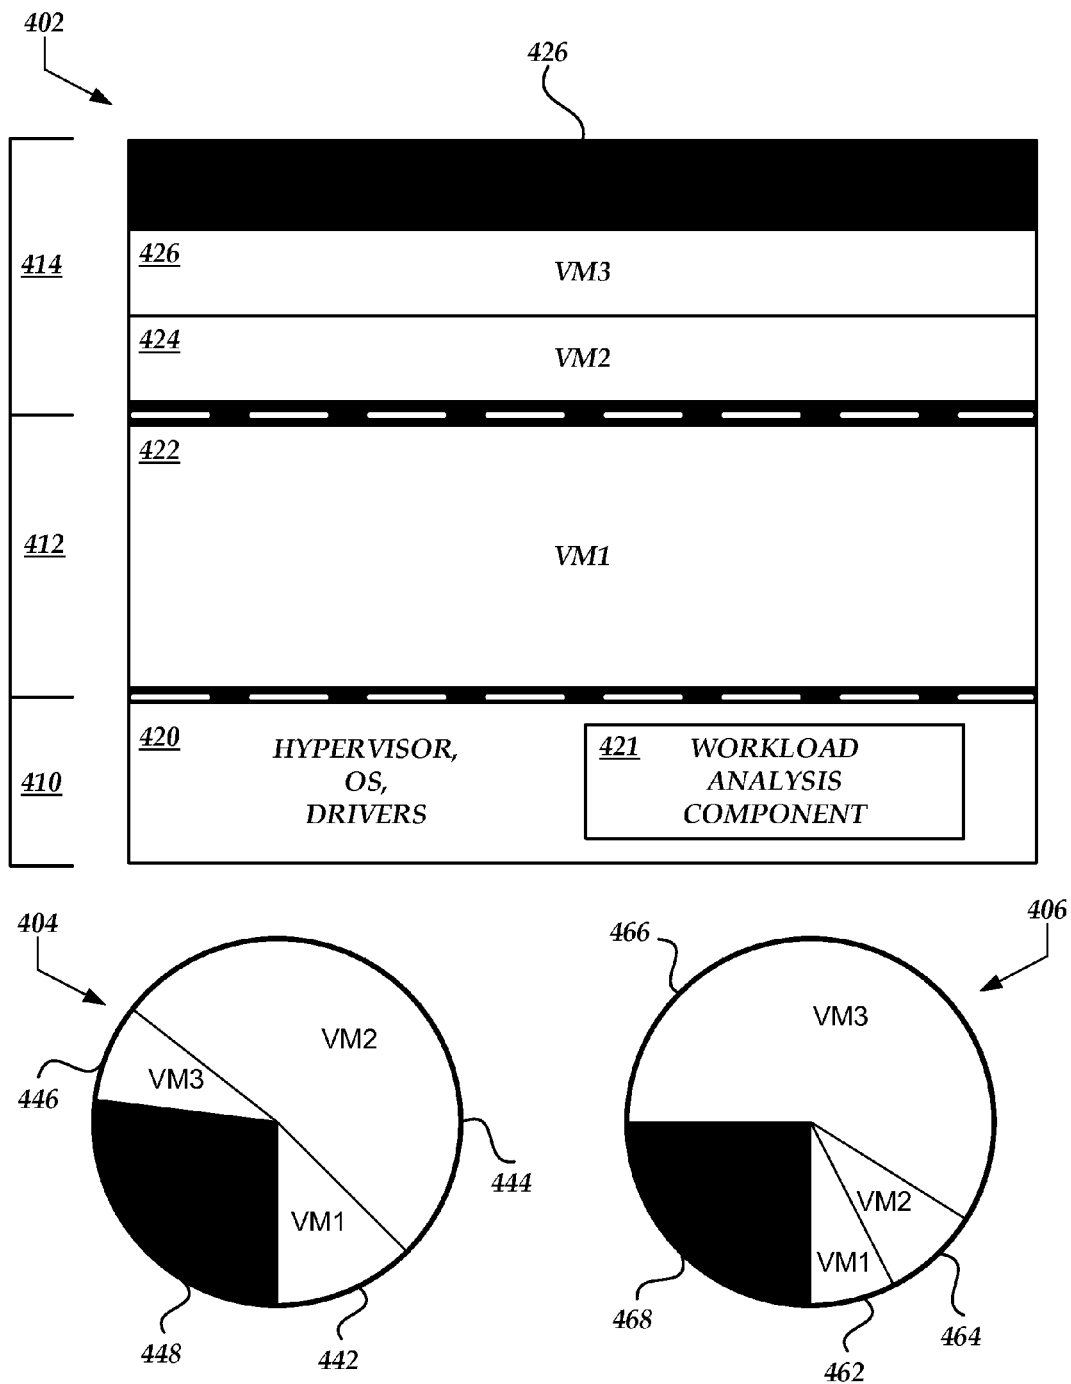 402
426
414
426
VM3
424
VM2
422
412
VM1
420
HYPERVISOR,
OS,
DRIVERS
421
WORKLOAD
ANALYSIS
COMPONENT
410
404
406
466
VM2
VM3
VM3
446
444
VM2
VM1
VM1
468
448
442
464
462